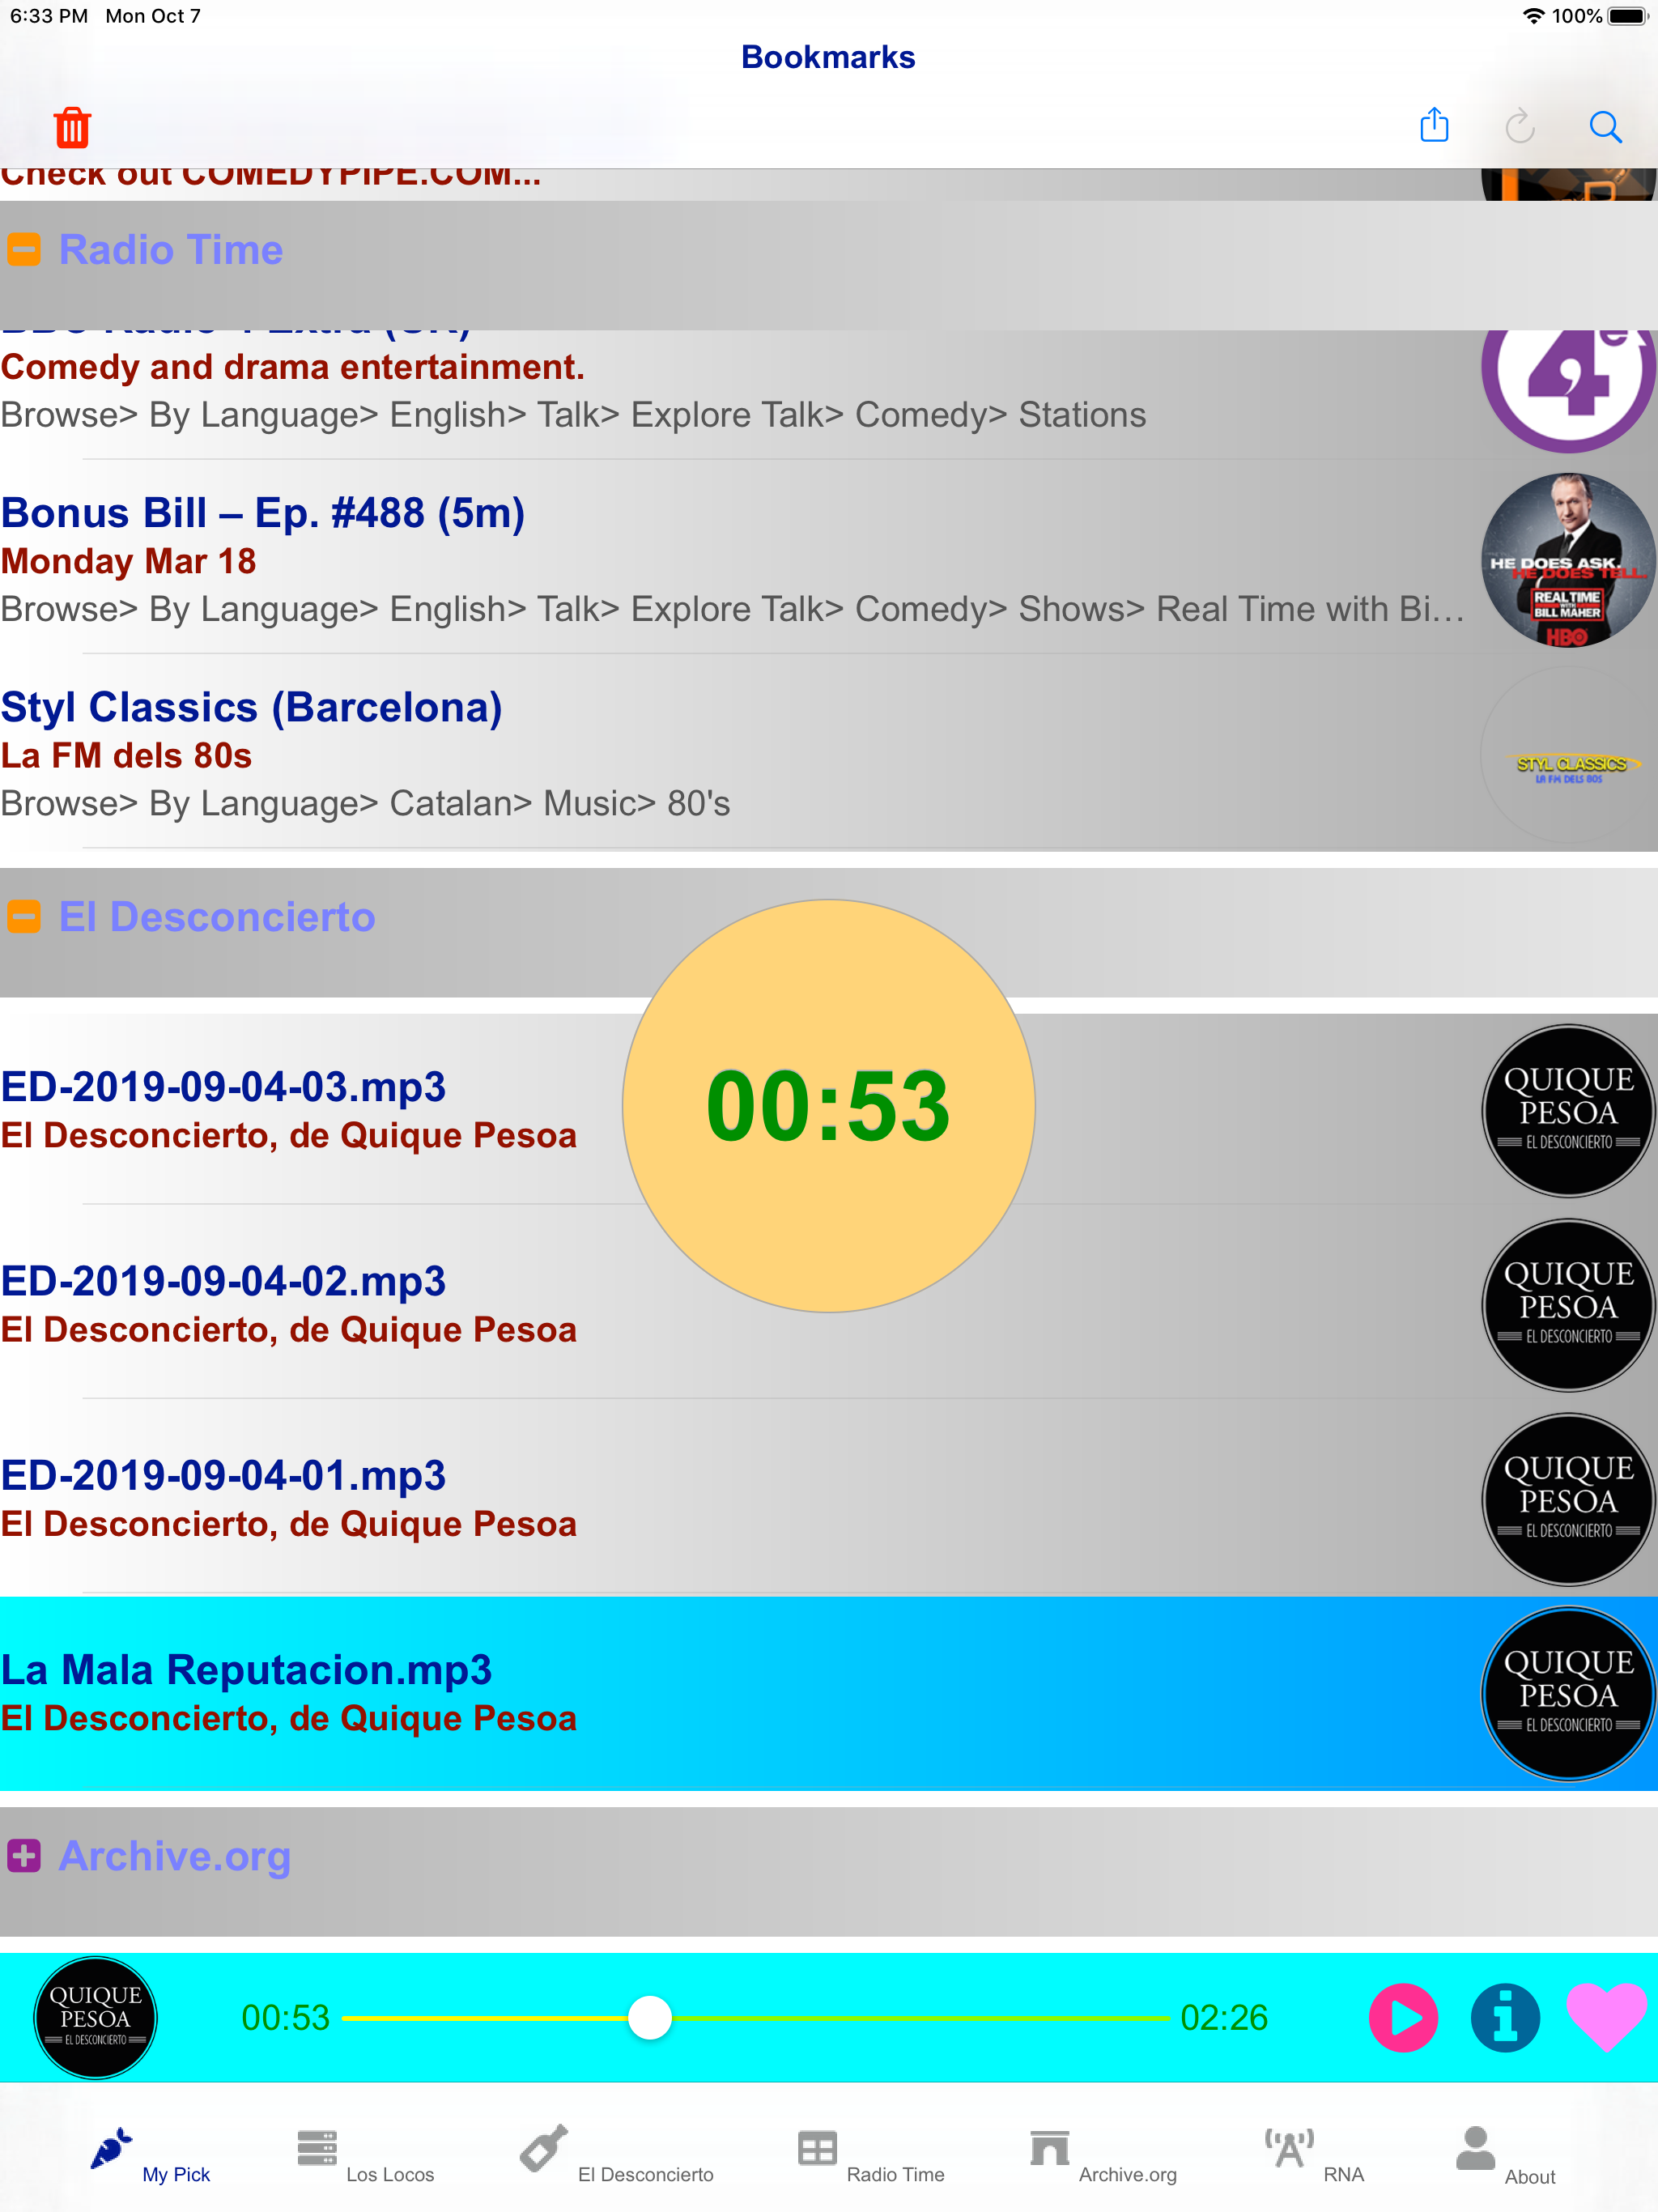 6:33 PM Mon Oct 7
100%
Bookmarks
Check out COMEDYPIPE.COM...
Radio Time
BBC Radio 4 Extra (UK)
Comedy and drama entertainment.
Browse> By Language> English> Talk> Explore Talk> Comedy> Stations
4
Bonus Bill – Ep. #488 (5m)
Monday Mar 18
Browse> By Language> English> Talk> Explore Talk> Comedy> Shows> Real Time with Bi…
HE DOES ASK.
HE DOES TELL.
REAL TIME
WITH
BILL MAHER
HBO
Styl Classics (Barcelona)
La FM dels 80s
Browse> By Language> Catalan> Music> 80's
STYL CLASSICS
LA FM DELS 80S
El Desconcierto
00:53
ED-2019-09-04-03.mp3
El Desconcierto, de Quique Pesoa
QUIQUE
PESOA
EL DESCONCIERTO
ED-2019-09-04-02.mp3
El Desconcierto, de Quique Pesoa
QUIQUE
PESOA
EL DESCONCIERTO
ED-2019-09-04-01.mp3
El Desconcierto, de Quique Pesoa
QUIQUE
PESOA
EL DESCONCIERTO
La Mala Reputacion.mp3
El Desconcierto, de Quique Pesoa
QUIQUE
PESOA
EL DESCONCIERTO
Archive.org
QUIQUE
PESOA
EL DESCONCIERTO
00:53
02:26
My Pick
Los Locos
El Desconcierto
Radio Time
Archive.org
RNA
About